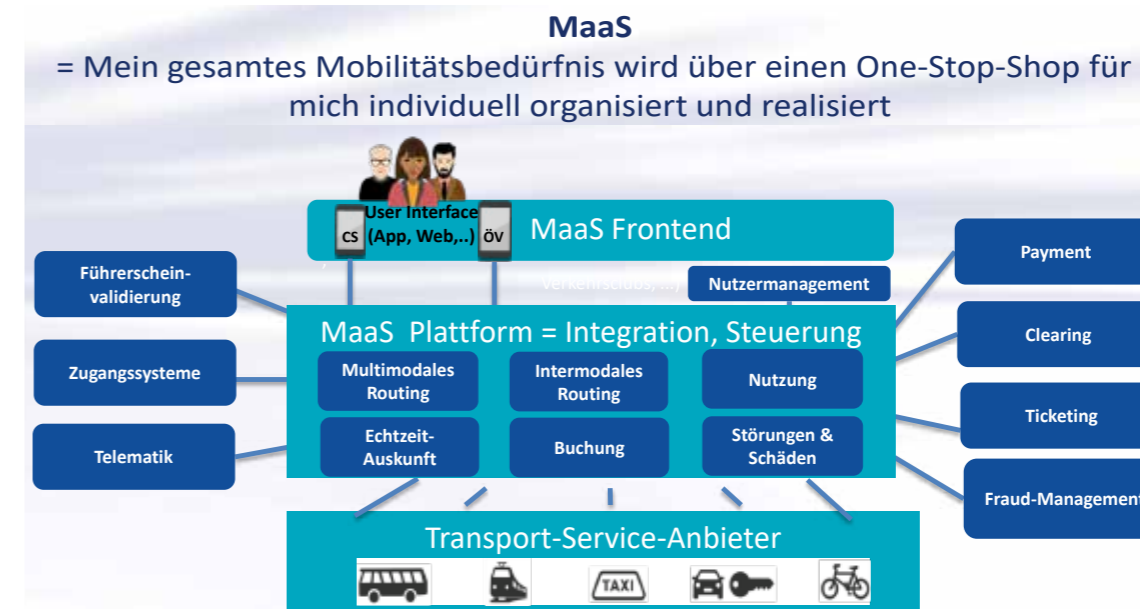 MaaS
= Mein gesamtes Mobilitätsbedürfnis wird über einen One-Stop-Shop für
mich individuell organisiert und realisiert
User Interface
(App, Web,..)
CS
ÖV
MaaS Frontend
Verkehrsclubs, ...)
Nutzermanagement
Führerschein-
validierung
Zugangssysteme
Telematik
MaaS Plattform = Integration, Steuerung
Multimodales
Routing
Intermodales
Routing
Nutzung
Echtzeit-
Auskunft
Buchung
Störungen &
Schäden
Payment
Clearing
Ticketing
Fraud-Management
Transport-Service-Anbieter
TAXI